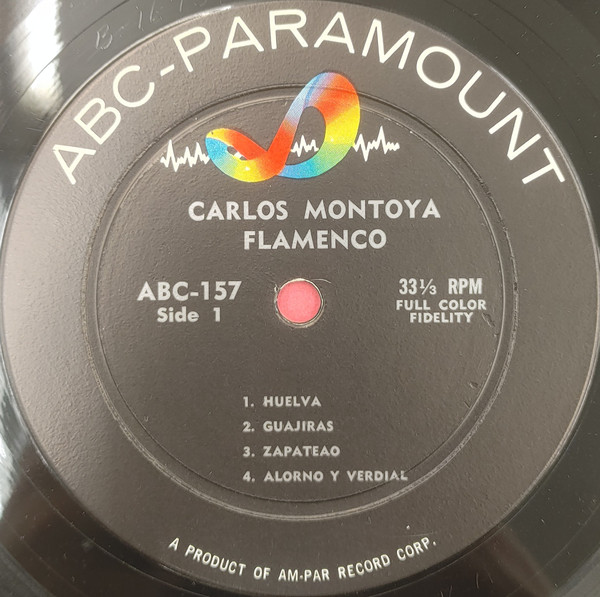 ABC-PARAMOUNT
CARLOS MONTOYA
FLAMENCO
ABC-157
Side 1
33⅓ RPM
FULL COLOR
FIDELITY
1. HUELVA
2. GUAJIRAS
3. ZAPATEAO
4. ALORNO Y VERDIAL
A PRODUCT OF AM-PAR RECORD CORP.